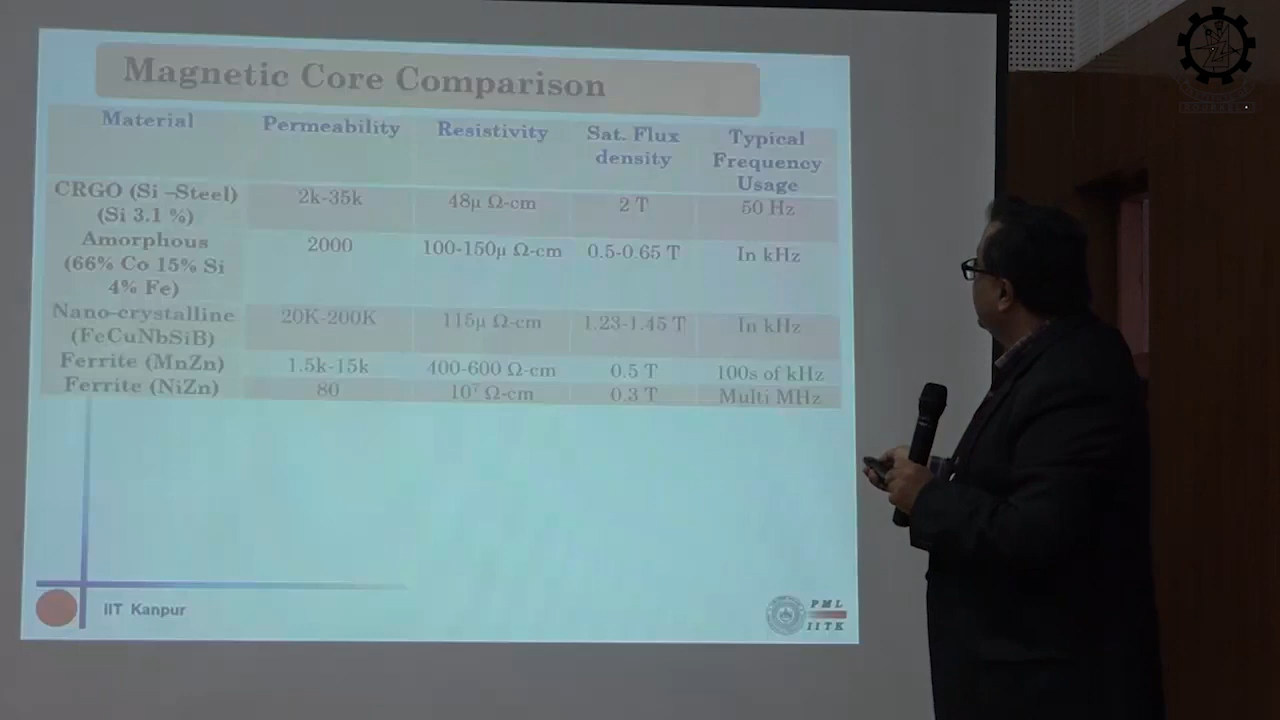 Magnetic Core Comparison
Material Permeability Resistivity Sat. Flux density Typical Frequency Usage
CRGO (Si –Steel) (Si 3.1 %) 2k-35k 48µ Ω-cm 2 T 50 Hz
Amorphous (66% Co 15% Si 4% Fe) 2000 100-150µ Ω-cm 0.5-0.65 T In kHz
Nano-crystalline (FeCuNbSiB) 20K-200K 115µ Ω-cm 1.23-1.45 T In kHz
Ferrite (MnZn) 1.5k-15k 400-600 Ω-cm 0.5 T 100s of kHz
Ferrite (NiZn) 80 10⁷ Ω-cm 0.3 T Multi MHz
IIT Kanpur
PML
IITK